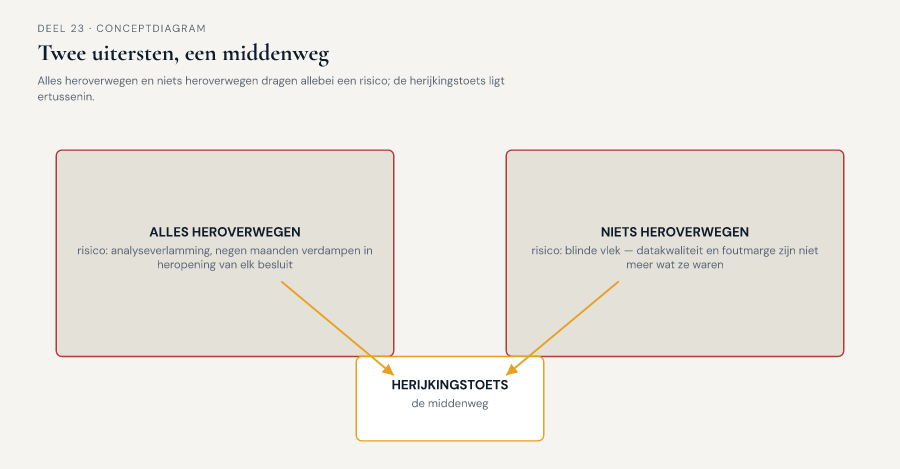 DEEL 23 · CONCEPTDIAGRAM
Twee uitersten, een middenweg
Alles heroverwegen en niets heroverwegen dragen allebei een risico; de herijkingstoets ligt
ertussenin.
ALLES HEROVERWEGEN
risico: analyseverlamming, negen maanden verdampen in
heropening van elk besluit
NIETS HEROVERWEGEN
risico: blinde vlek — datakwaliteit en foutmarge zijn niet
meer wat ze waren
HERIJKINGSTOETS
de middenweg